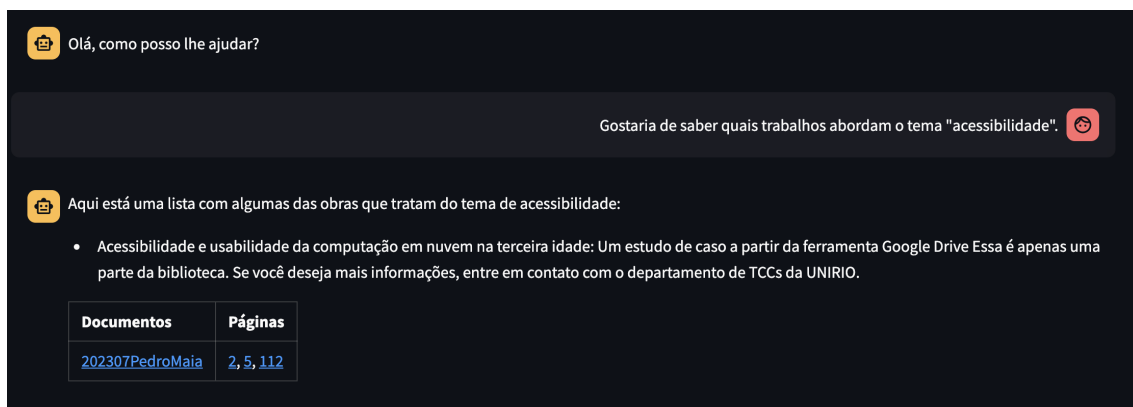 Olá, como posso lhe ajudar?
Gostaria de saber quais trabalhos abordam o tema "acessibilidade".
Aqui está uma lista com algumas das obras que tratam do tema de acessibilidade:
• Acessibilidade e usabilidade da computação em nuvem na terceira idade: Um estudo de caso a partir da ferramenta Google Drive Essa é apenas uma
parte da biblioteca. Se você deseja mais informações, entre em contato com o departamento de TCCs da UNIRIO.
Documentos Páginas
202307PedroMaia 2, 5, 112